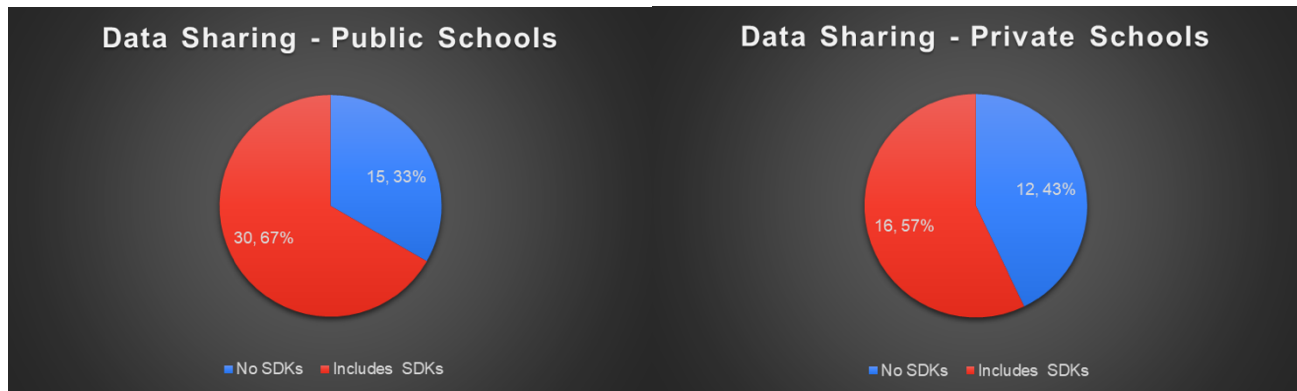 Data Sharing - Public Schools
15, 33%
30, 67%
No SDKs Includes SDKs
Data Sharing - Private Schools
12, 43%
16, 57%
No SDKs Includes SDKs